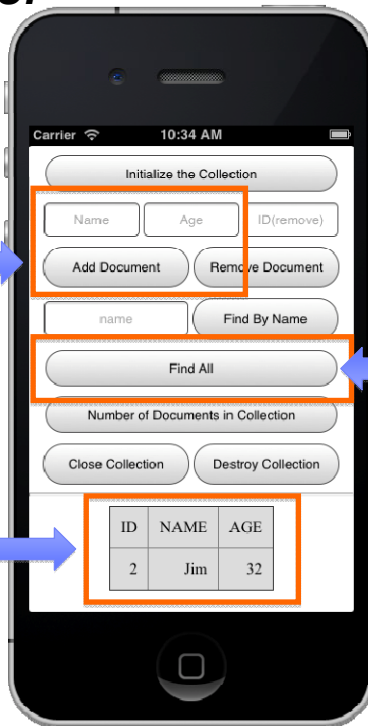 Carrier 10:34 AM
Initialize the Collection
Name Age ID(remove)
Add Document Remove Document
name Find By Name
Find All
Number of Documents in Collection
Close Collection Destroy Collection
ID NAME AGE
2 Jim 32